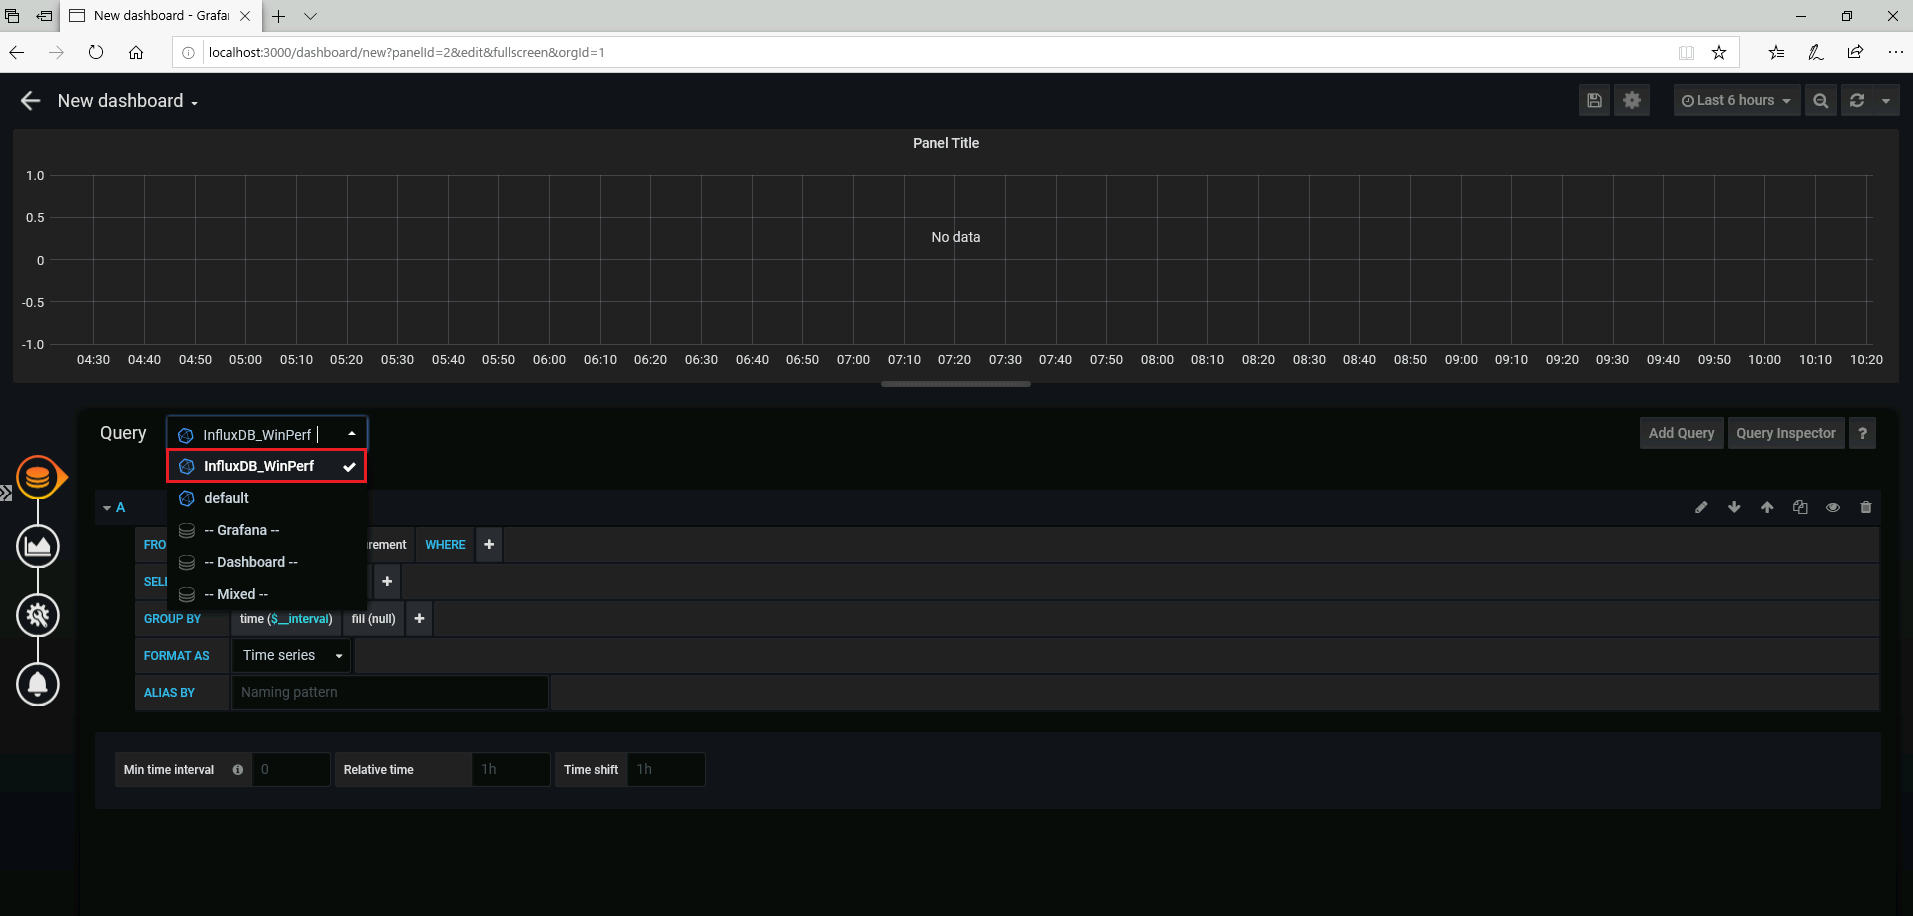 New dashboard - Grafar
localhost:3000/dashboard/new?panelId=2&edit&fullscreen&orgId=1
New dashboard
Last 6 hours
Panel Title
1.0
0.5
No data
0
-0.5
-1.0
04:30 04:40 04:50 05:00 05:10 05:20 05:30 05:40 05:50 06:00 06:10 06:20 06:30 06:40 06:50 07:00 07:10 07:20 07:30 07:40 07:50 08:00 08:10 08:20 08:30 08:40 08:50 09:00 09:10 09:20 09:30 09:40 09:50 10:00 10:10 10:20
Query InfluxDB_WinPerf Add Query Query Inspector ?
InfluxDB_WinPerf
default
A
-- Grafana --
FRO urement WHERE +
-- Dashboard --
SELE +
-- Mixed --
GROUP BY time ($__interval) fill (null) +
FORMAT AS Time series
ALIAS BY Naming pattern
Min time interval 0 Relative time 1h Time shift 1h